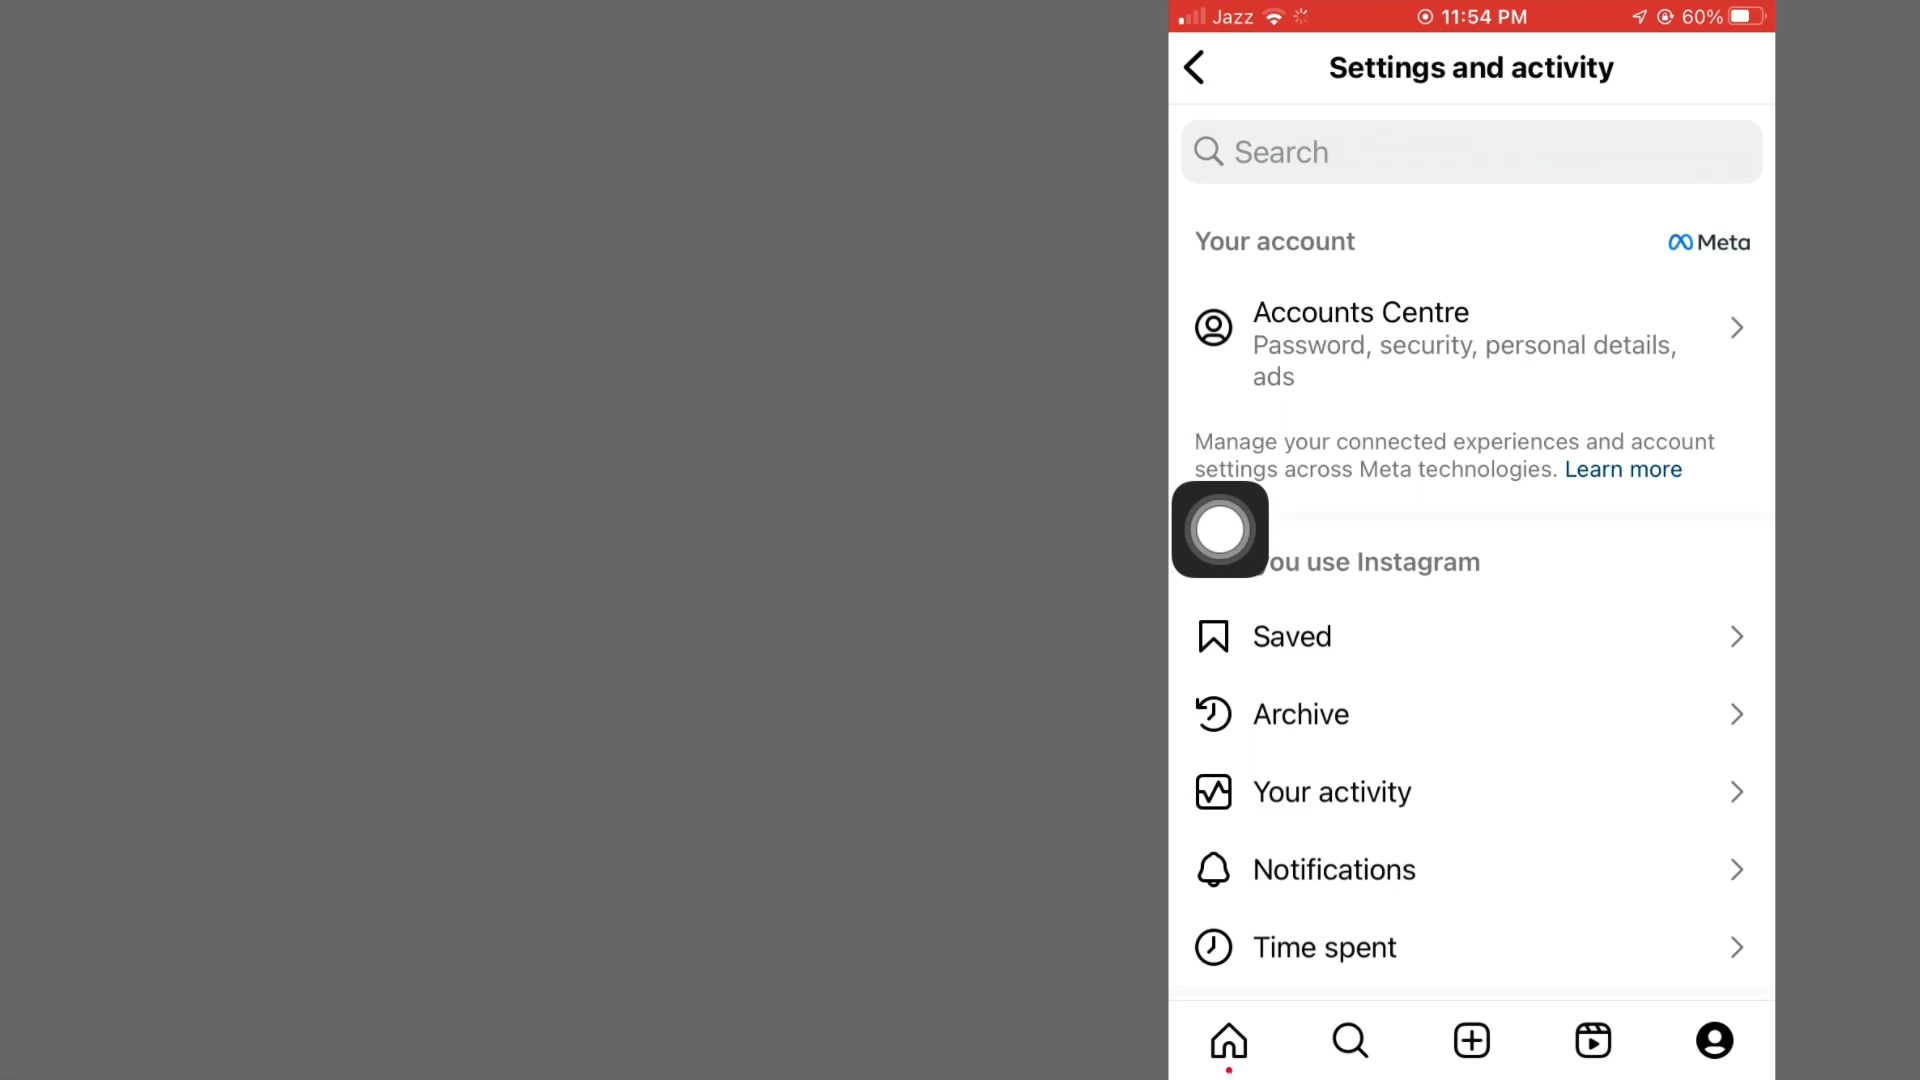 Jazz
11:54 PM
60%
Settings and activity
Search
Your account
Meta
Accounts Centre
Password, security, personal details,
ads
Manage your connected experiences and account
settings across Meta technologies. Learn more
you use Instagram
Saved
Archive
Your activity
Notifications
Time spent